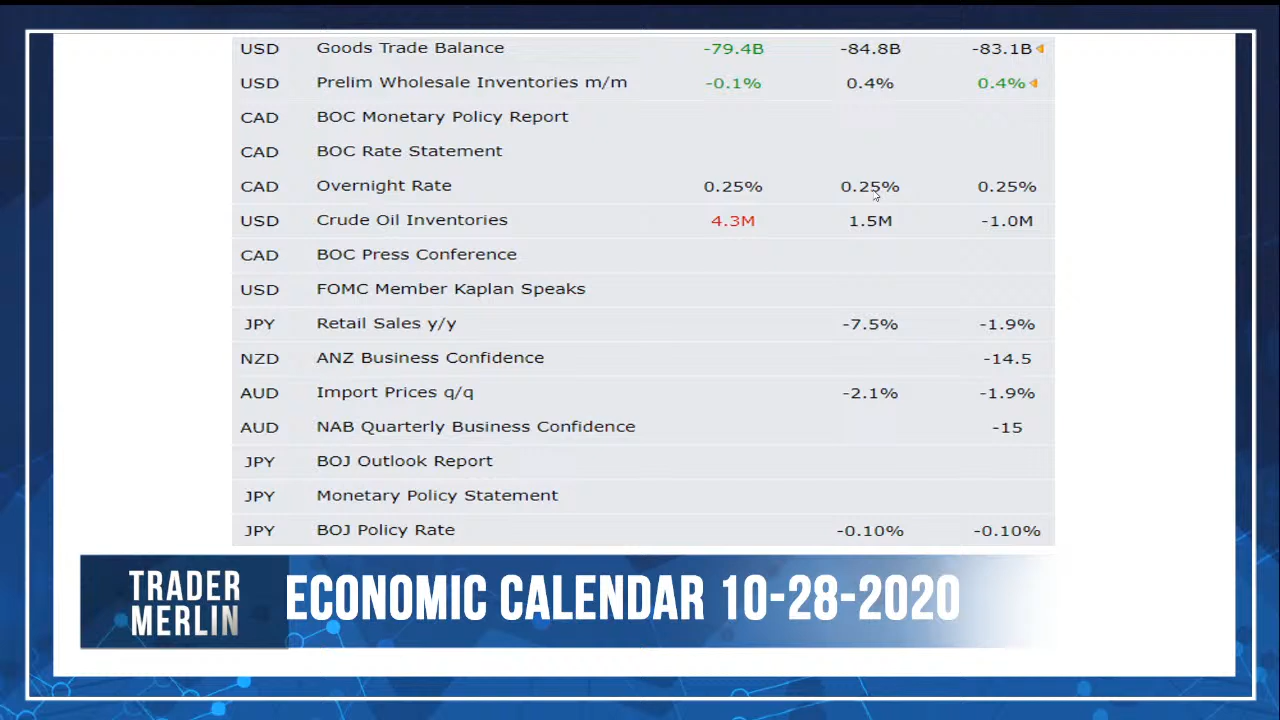 USD Goods Trade Balance -79.4B -84.8B -83.1B
USD Prelim Wholesale Inventories m/m -0.1% 0.4% 0.4%
CAD BOC Monetary Policy Report
CAD BOC Rate Statement
CAD Overnight Rate 0.25% 0.25% 0.25%
USD Crude Oil Inventories 4.3M 1.5M -1.0M
CAD BOC Press Conference
USD FOMC Member Kaplan Speaks
JPY Retail Sales y/y -7.5% -1.9%
NZD ANZ Business Confidence -14.5
AUD Import Prices q/q -2.1% -1.9%
AUD NAB Quarterly Business Confidence -15
JPY BOJ Outlook Report
JPY Monetary Policy Statement
JPY BOJ Policy Rate -0.10% -0.10%
TRADER
MERLIN
ECONOMIC CALENDAR 10-28-2020